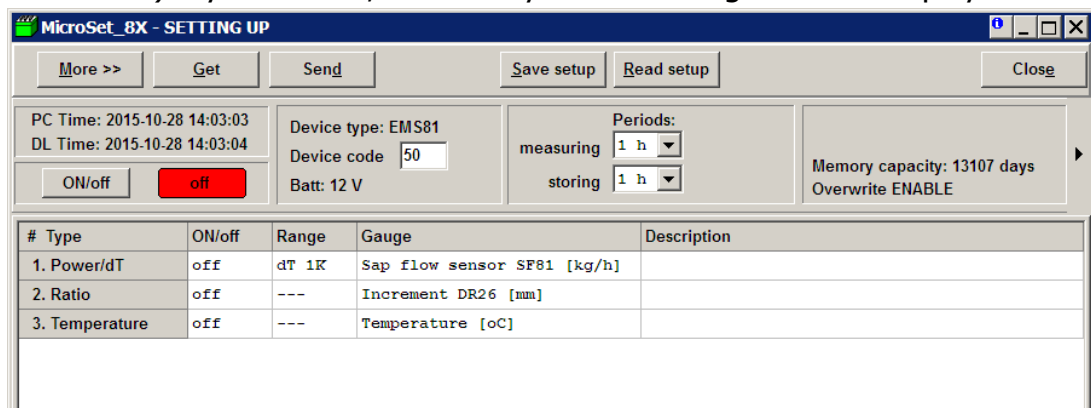 MicroSet_8X - SETTING UP
More >> Get Send Save setup Read setup Close
PC Time: 2015-10-28 14:03:03
DL Time: 2015-10-28 14:03:04
ON/off off
Device type: EMS81
Device code 50
Batt: 12 V
Periods:
measuring 1 h
storing 1 h
Memory capacity: 13107 days
Overwrite ENABLE
# Type ON/off Range Gauge Description
1. Power/dT off dT 1K Sap flow sensor SF81 [kg/h]
2. Ratio off --- Increment DR26 [mm]
3. Temperature off --- Temperature [oC]